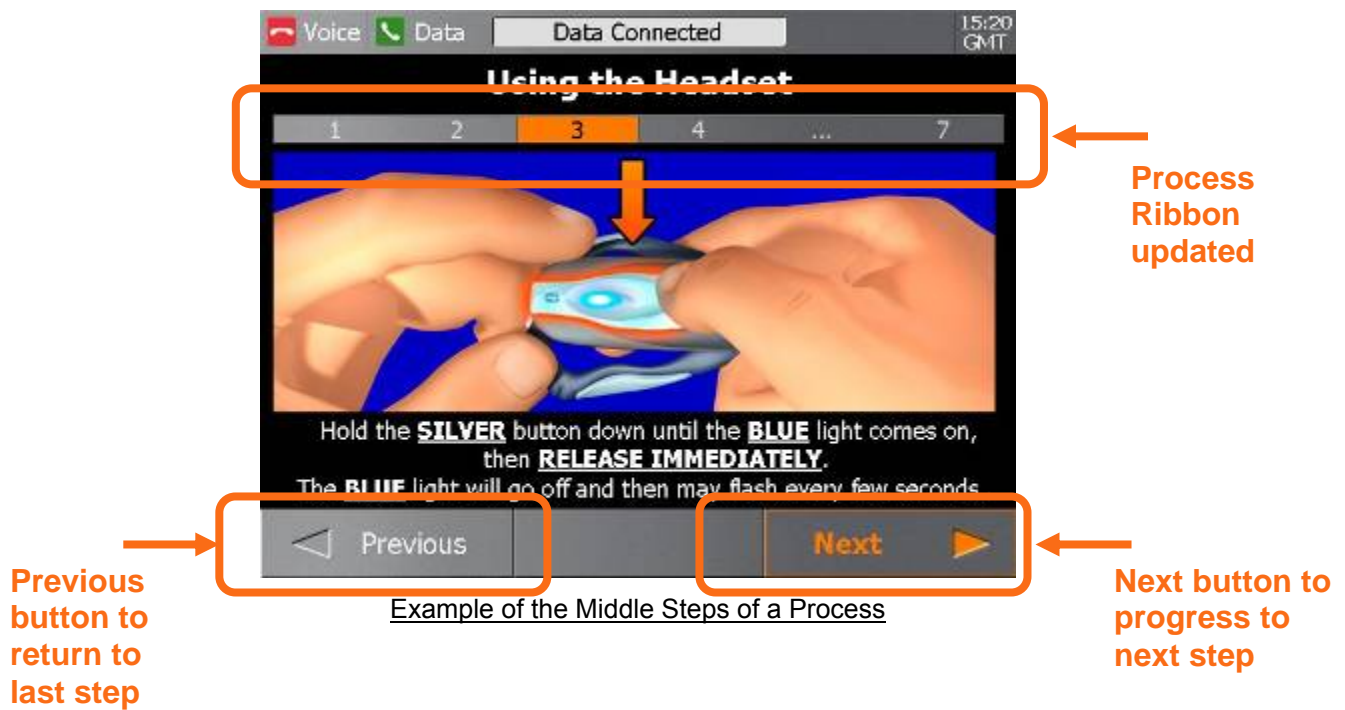 Voice Data Data Connected 15:20
GMT
Using the Headset
1 2 3 4 ... 7
Process
Ribbon
updated
Hold the SILVER button down until the BLUE light comes on,
then RELEASE IMMEDIATELY.
The BLUE light will go off and then may flash every few seconds
Previous Next
Previous
button to
return to
last step
Example of the Middle Steps of a Process
Next button to
progress to
next step